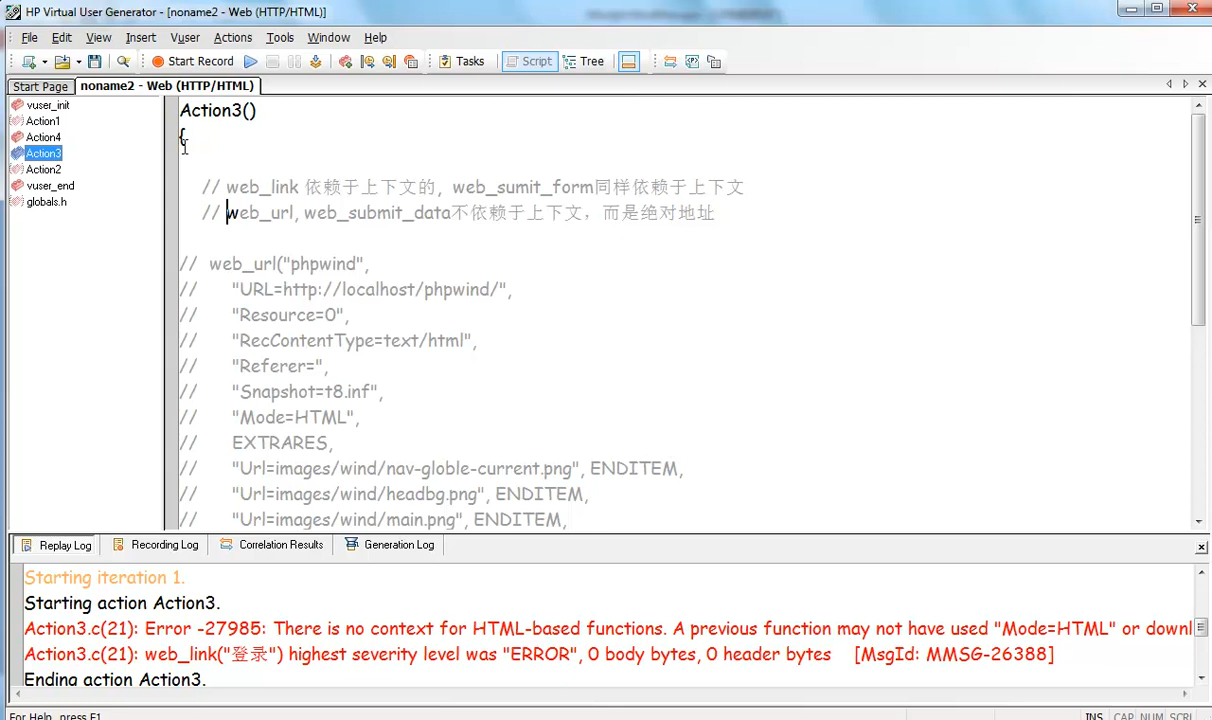 HP Virtual User Generator - [noname2 - Web (HTTP/HTML)]
File Edit View Insert Vuser Actions Tools Window Help
Start Record Tasks Script Tree
Start Page noname2 - Web (HTTP/HTML)
vuser_init
Action1
Action4
Action3
Action2
vuser_end
globals.h
Action3()
{
// web_link 依赖于上下文的, web_sumit_form同样依赖于上下文
// web_url, web_submit_data不依赖于上下文，而是绝对地址
// web_url("phpwind",
// "URL=http://localhost/phpwind/",
// "Resource=0",
// "RecContentType=text/html",
// "Referer=",
// "Snapshot=t8.inf",
// "Mode=HTML",
// EXTRARES,
// "Url=images/wind/nav-globle-current.png", ENDITEM,
// "Url=images/wind/headbg.png", ENDITEM,
// "Url=images/wind/main.png", ENDITEM,
Replay Log Recording Log Correlation Results Generation Log
Starting iteration 1.
Starting action Action3.
Action3.c(21): Error -27985: There is no context for HTML-based functions. A previous function may not have used "Mode=HTML" or downl
Action3.c(21): web_link("登录") highest severity level was "ERROR", 0 body bytes, 0 header bytes [MsgId: MMSG-26388]
Ending action Action3.
For Help, press F1. INS CAP NUM SCRL